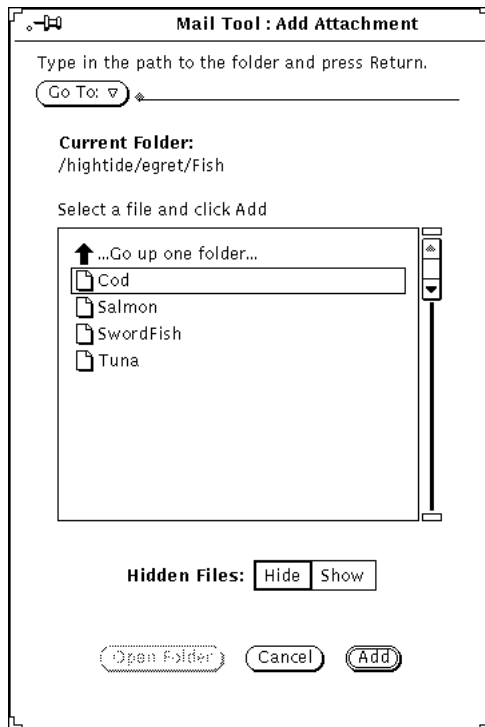 Mail Tool : Add Attachment
Type in the path to the folder and press Return.
Go To:
Current Folder:
/hightide/egret/Fish
Select a file and click Add
...Go up one folder...
Cod
Salmon
SwordFish
Tuna
Hidden Files: Hide Show
Open Folder Cancel Add